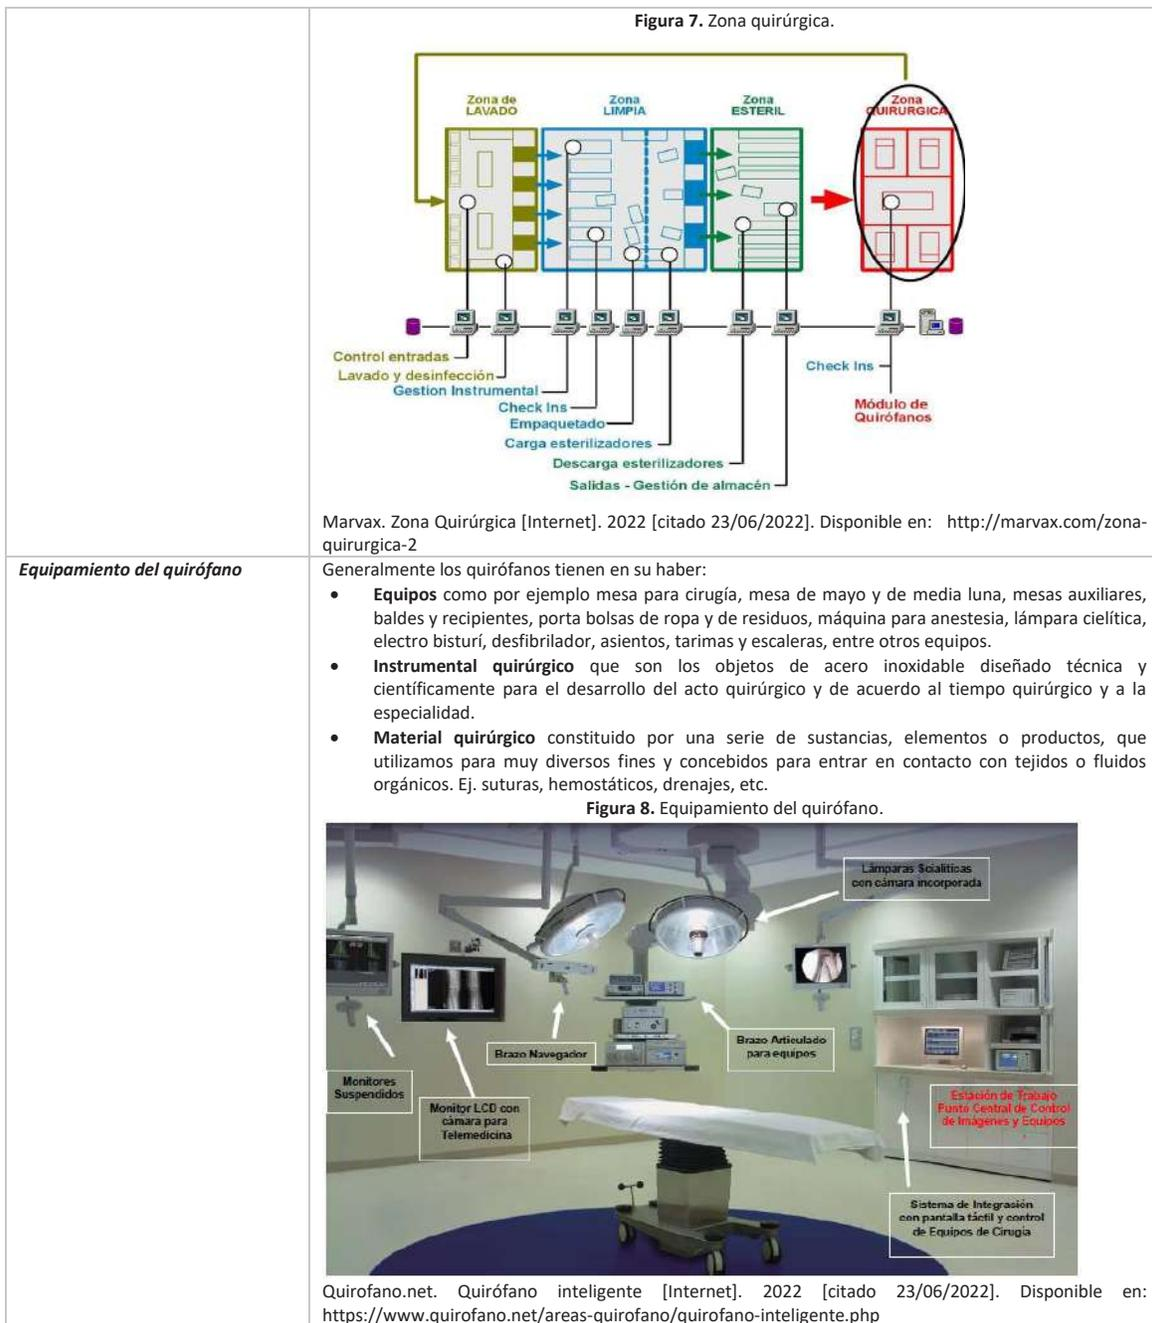 Figura 7. Zona quirúrgica.
Zona de
LAVADO
Zona
LIMPIA
Zona
ESTERIL
Zona
QUIRURGICA
Control entradas
Lavado y desinfección
Gestion Instrumental
Check Ins
Empaquetado
Carga esterilizadores
Descarga esterilizadores
Salidas - Gestión de almacén
Check Ins
Módulo de
Quirófanos
Marvax. Zona Quirúrgica [Internet]. 2022 [citado 23/06/2022]. Disponible en: http://marvax.com/zona-
quirurgica-2
Equipamiento del quirófano
Generalmente los quirófanos tienen en su haber:
• Equipos como por ejemplo mesa para cirugía, mesa de mayo y de media luna, mesas auxiliares,
baldes y recipientes, porta bolsas de ropa y de residuos, máquina para anestesia, lámpara cielítica,
electro bisturí, desfibrilador, asientos, tarimas y escaleras, entre otros equipos.
• Instrumental quirúrgico que son los objetos de acero inoxidable diseñado técnica y
científicamente para el desarrollo del acto quirúrgico y de acuerdo al tiempo quirúrgico y a la
especialidad.
• Material quirúrgico constituido por una serie de sustancias, elementos o productos, que
utilizamos para muy diversos fines y concebidos para entrar en contacto con tejidos o fluidos
orgánicos. Ej. suturas, hemostáticos, drenajes, etc.
Figura 8. Equipamiento del quirófano.
Lámparas Scialíticas
con cámara incorporada
Brazo Navegador
Brazo Articulado
para equipos
Monitores
Suspendidos
Monitor LCD con
cámara para
Telemedicina
Estación de Trabajo
Punto Central de Control
de Imágenes y Equipos
Sistema de Integrasión
con pantalla táctil y control
de Equipos de Cirugía
Quirofano.net. Quirófano inteligente [Internet]. 2022 [citado 23/06/2022]. Disponible en:
https://www.quirofano.net/areas-quirofano/quirofano-inteligente.php